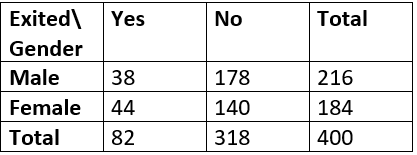 Exited\ Yes No Total
Gender
Male 38 178 216
Female 44 140 184
Total 82 318 400